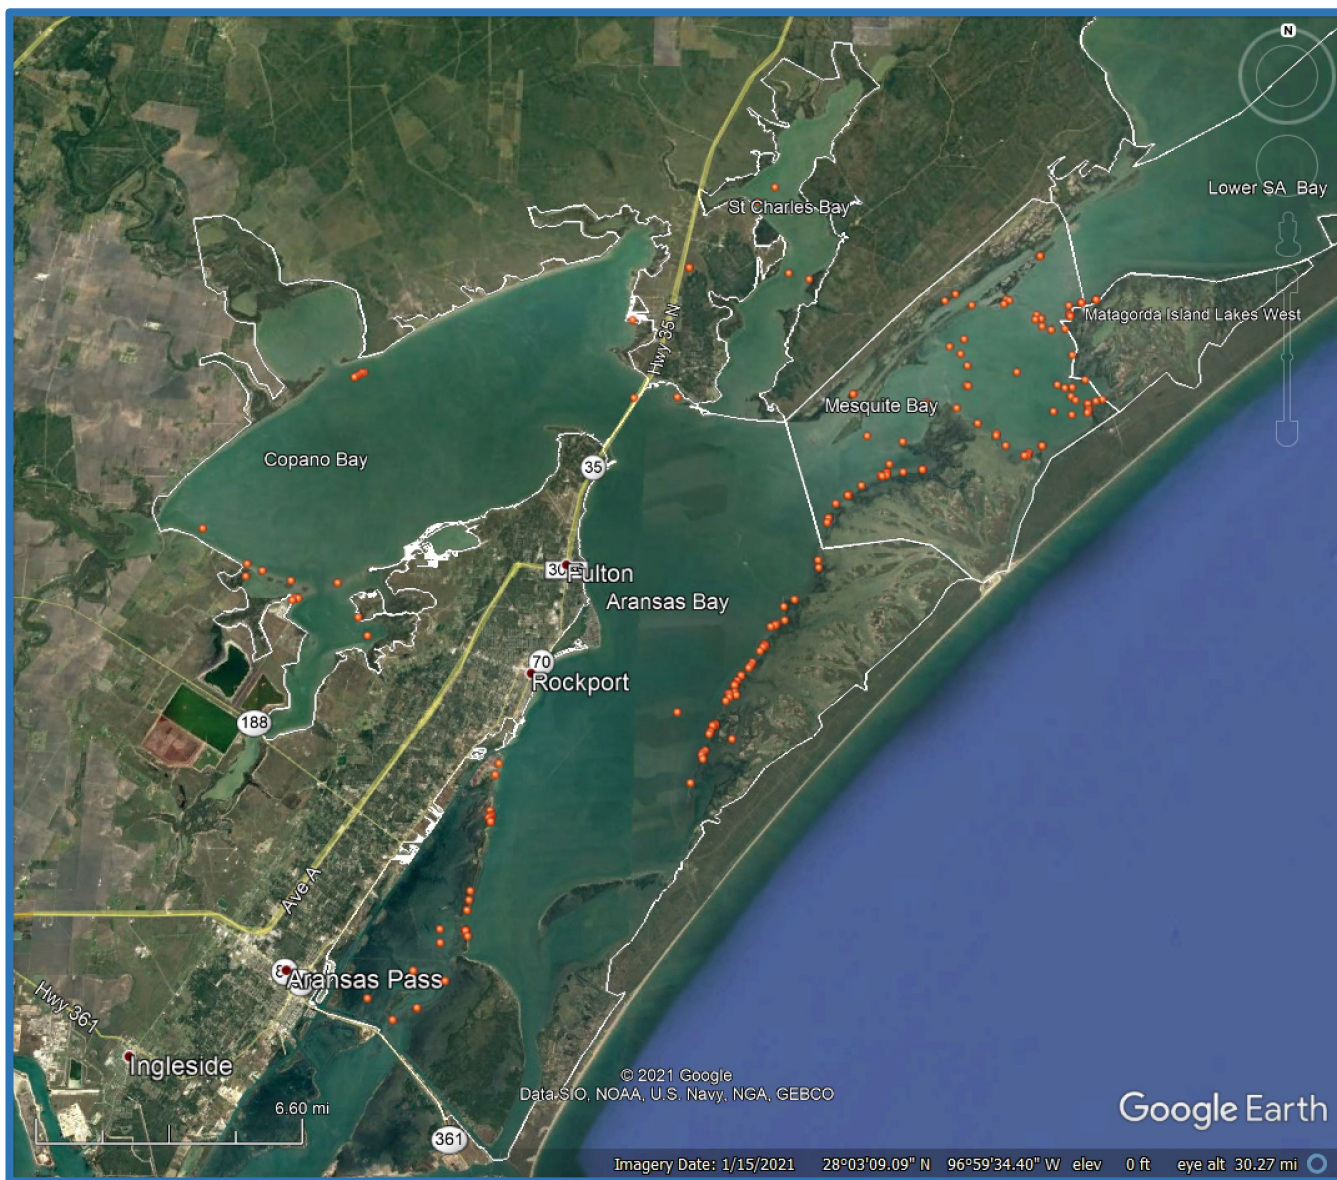 N
Lower SA Bay
St Charles Bay
Matagorda Island Lakes West
Hwy 35 N
Mesquite Bay
Copano Bay
35
Fulton
Aransas Bay
70
Rockport
188
Ave A
Aransas Pass
Hwy 361
Ingleside
6.60 mi
361
© 2021 Google
Data SIO, NOAA, U.S. Navy, NGA, GEBCO
Google Earth
Imagery Date: 1/15/2021 28°03'09.09" N 96°59'34.40" W elev 0 ft eye alt 30.27 mi